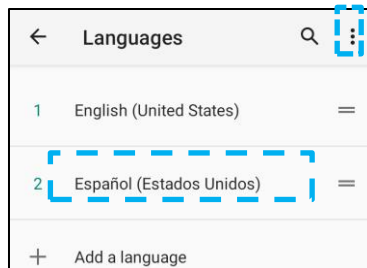 Languages
1 English (United States)
2 Español (Estados Unidos)
Add a language